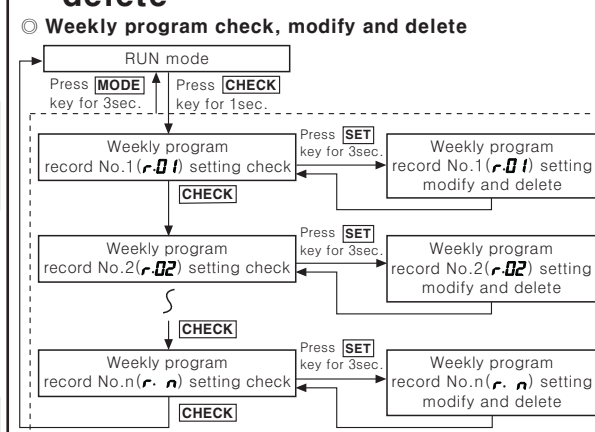 delete
◎ Weekly program check, modify and delete
RUN mode
Press MODE
key for 3sec.
Press CHECK
key for 1sec.
Weekly program
record No.1(r.01) setting check
Press SET
key for 3sec.
Weekly program
record No.1(r.01) setting
modify and delete
CHECK
Weekly program
record No.2(r.02) setting check
Press SET
key for 3sec.
Weekly program
record No.2(r.02) setting
modify and delete
CHECK
Weekly program
record No.n(r. n) setting check
Press SET
key for 3sec.
Weekly program
record No.n(r. n) setting
modify and delete
CHECK